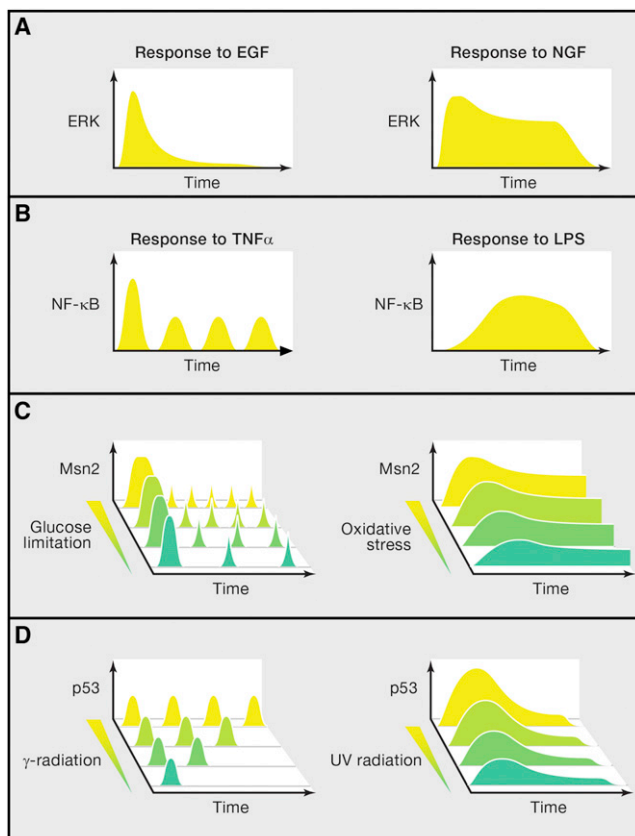 A
Response to EGF
ERK
Time
Response to NGF
ERK
Time
B
Response to TNFα
NF-κB
Time
Response to LPS
NF-κB
Time
C
Msn2
Glucose
limitation
Time
Msn2
Oxidative
stress
Time
D
p53
γ-radiation
Time
p53
UV radiation
Time